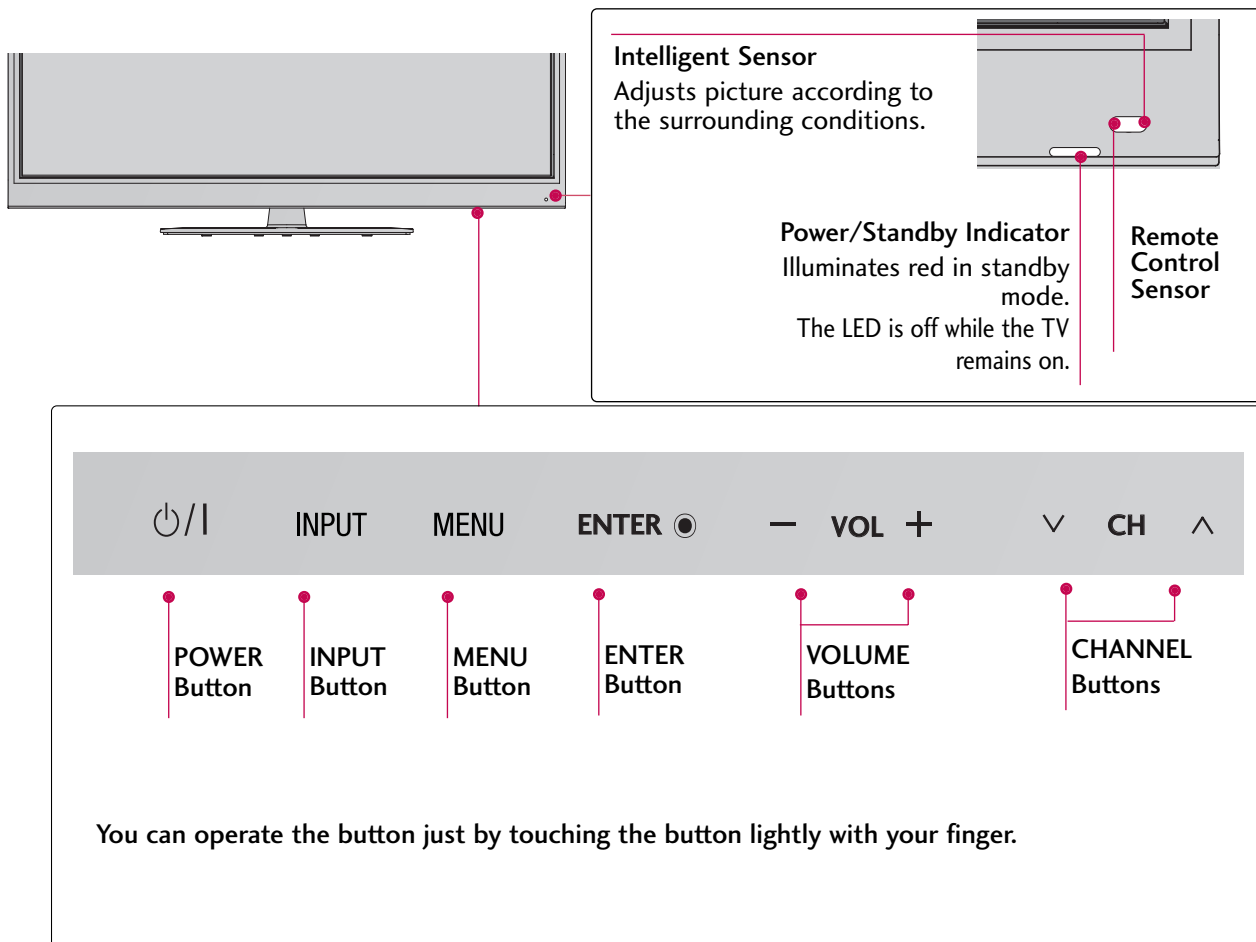 Intelligent Sensor
Adjusts picture according to
the surrounding conditions.
Power/Standby Indicator
Illuminates red in standby
mode.
The LED is off while the TV
remains on.
Remote
Control
Sensor
⏻/I INPUT MENU ENTER ◉ − VOL + ∨ CH ∧
POWER
Button
INPUT
Button
MENU
Button
ENTER
Button
VOLUME
Buttons
CHANNEL
Buttons
You can operate the button just by touching the button lightly with your finger.